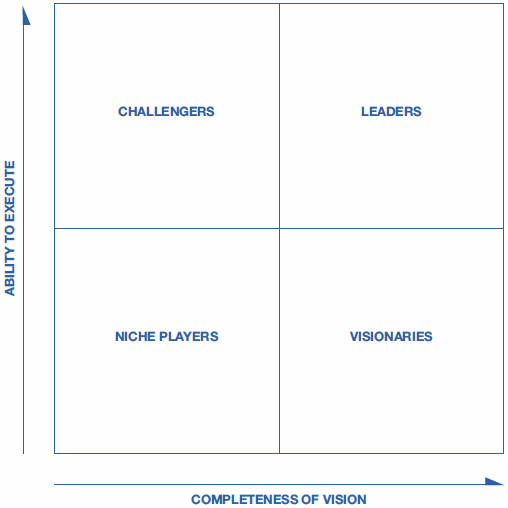 CHALLENGERS
LEADERS
ABILITY TO EXECUTE
NICHE PLAYERS
VISIONARIES
COMPLETENESS OF VISION